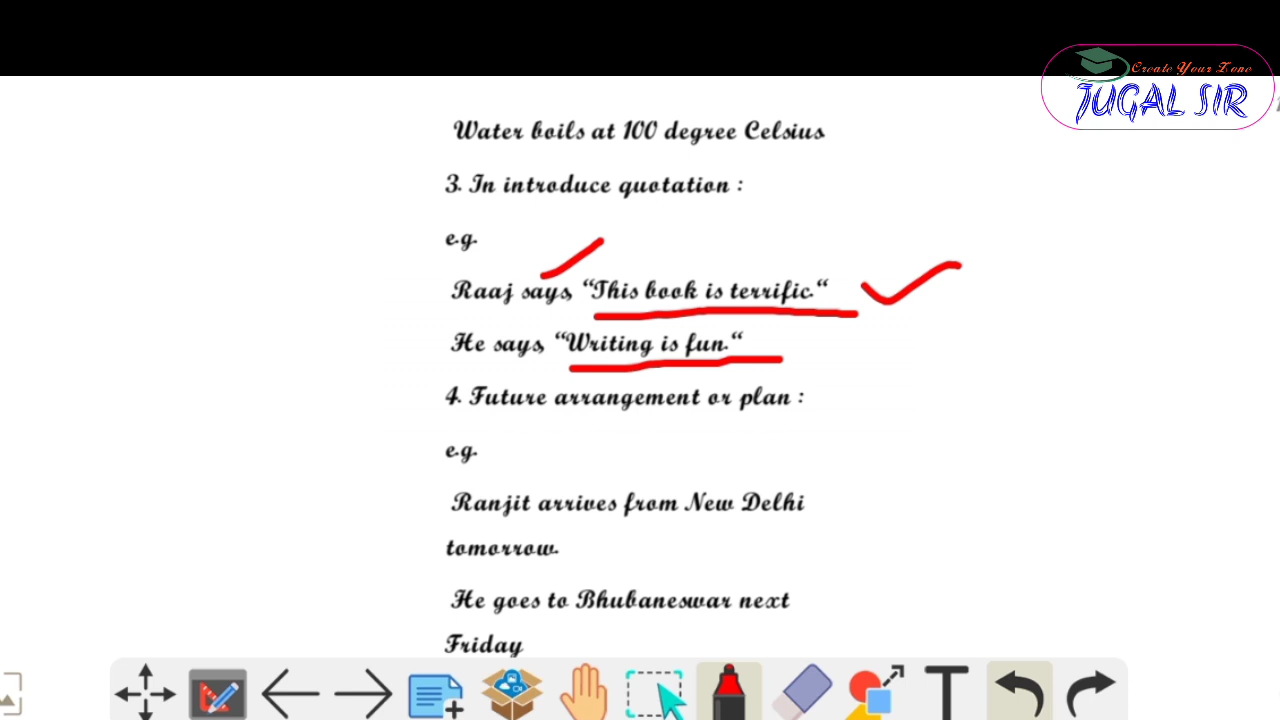 Create Your Zone
JUGAL SIR
Water boils at 100 degree Celsius
3. In introduce quotation :
e.g.
Raaj says, “This book is terrific.“
He says, “Writing is fun.“
4. Future arrangement or plan :
e.g.
Ranjit arrives from New Delhi
tomorrow.
He goes to Bhubaneswar next
Friday
T